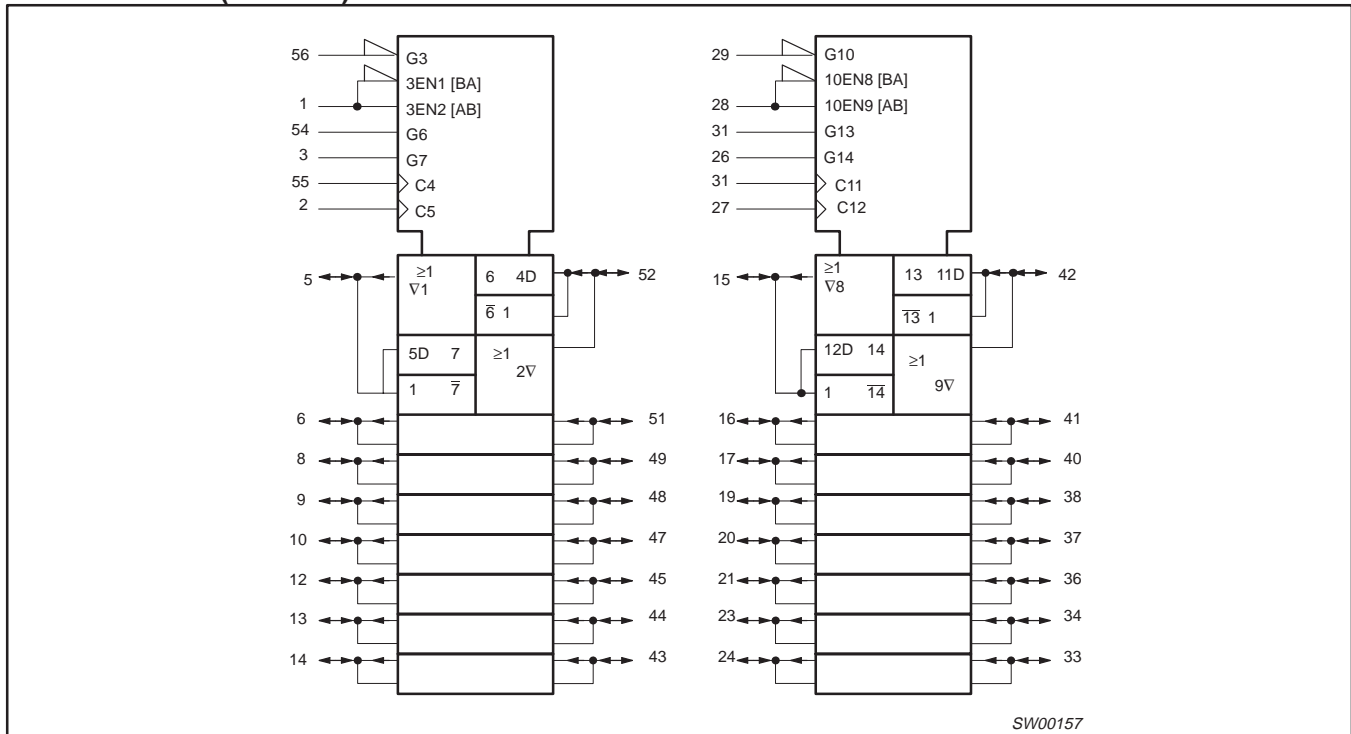 56 G3 29 G10
3EN1 [BA] 10EN8 [BA]
1 3EN2 [AB] 28 10EN9 [AB]
54 G6 31 G13
3 G7 26 G14
55 C4 31 C11
2 C5 27 C12
5 ≥1 6 4D 52 15 ≥1 13 11D 42
∇1 ∇8
6̅ 1 1̅3̅ 1
5D 7 ≥1 12D 14 ≥1
2∇ 9∇
1 7̅ 1 1̅4̅
6 51 16 41
8 49 17 40
9 48 19 38
10 47 20 37
12 45 21 36
13 44 23 34
14 43 24 33
SW00157